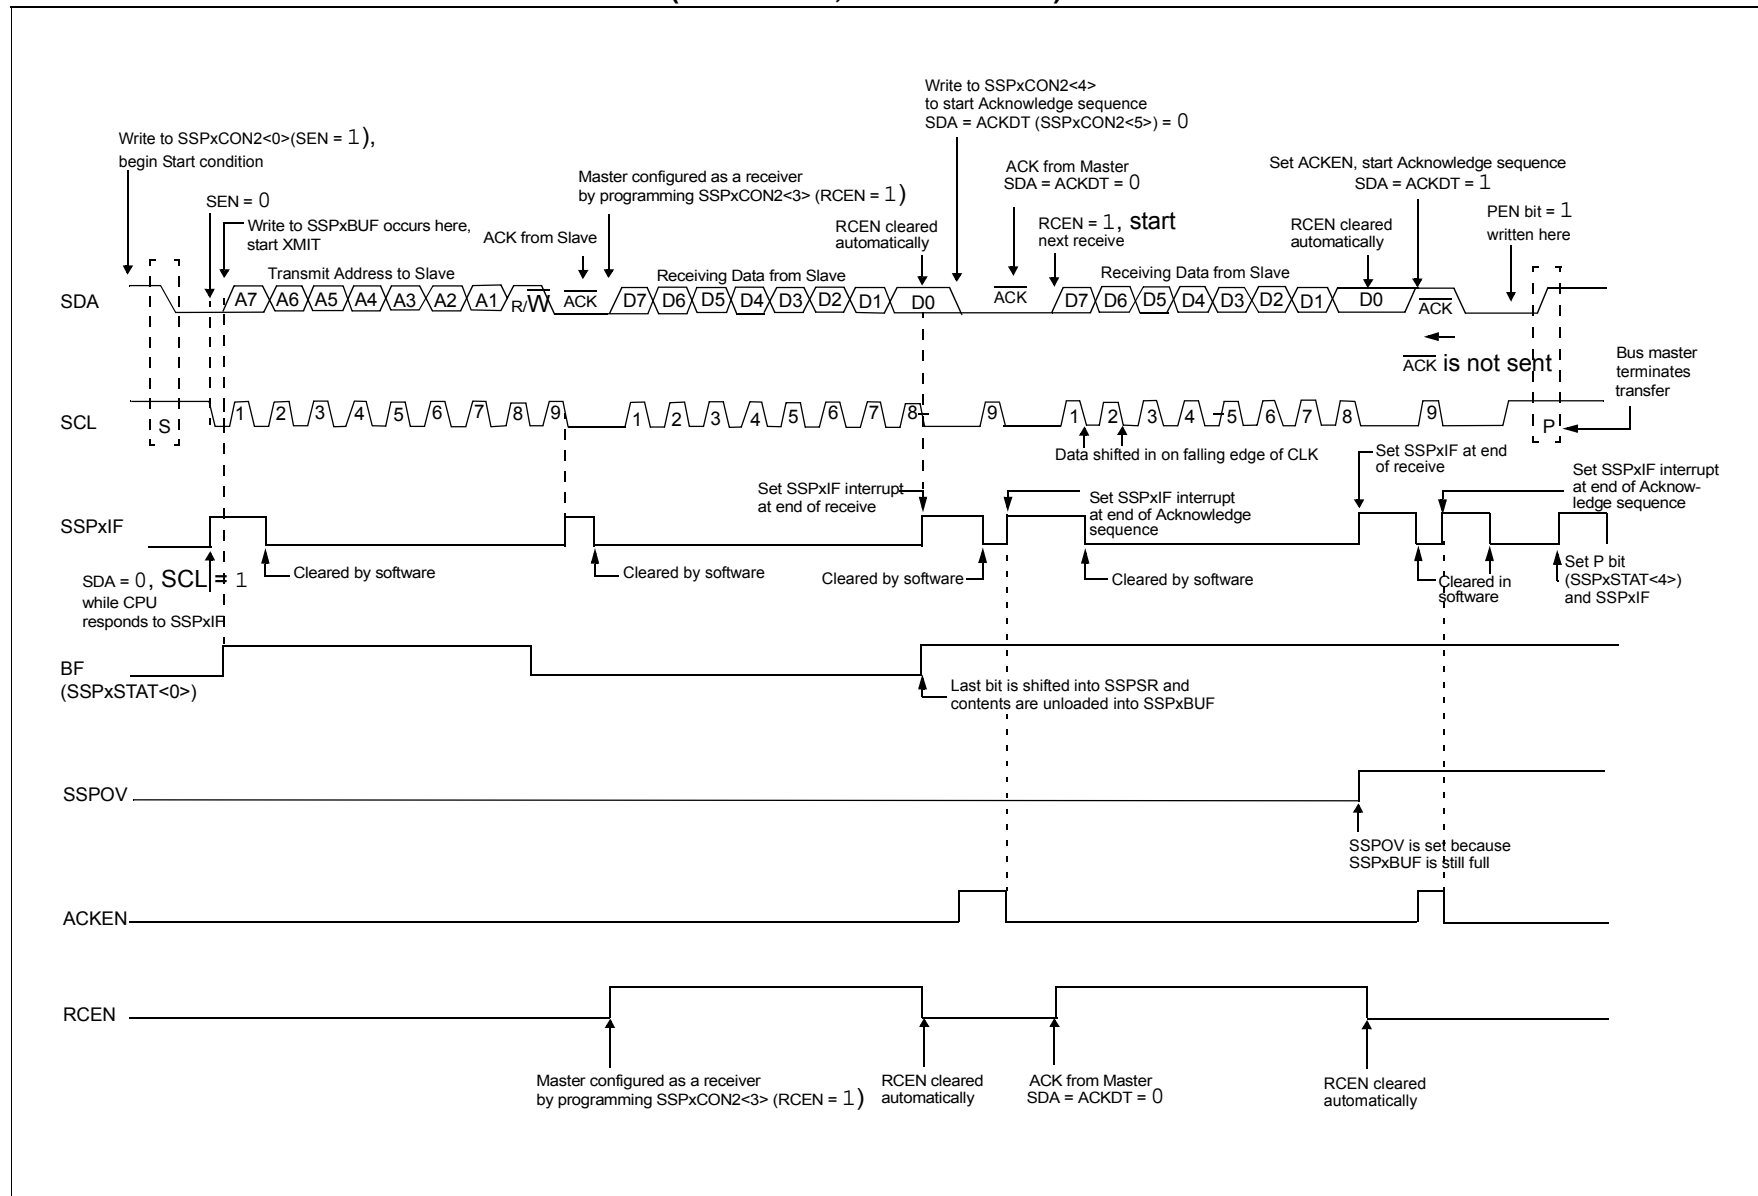 Write to SSPxCON2<4>
to start Acknowledge sequence
SDA = ACKDT (SSPxCON2<5>) = 0
Write to SSPxCON2<0>(SEN = 1),
begin Start condition
ACK from Master
SDA = ACKDT = 0
Set ACKEN, start Acknowledge sequence
SDA = ACKDT = 1
Master configured as a receiver
by programming SSPxCON2<3> (RCEN = 1)
SEN = 0
PEN bit = 1
written here
Write to SSPxBUF occurs here,
start XMIT
ACK from Slave
RCEN cleared
automatically
RCEN = 1, start
next receive
RCEN cleared
automatically
Transmit Address to Slave
Receiving Data from Slave
Receiving Data from Slave
SDA A7 A6 A5 A4 A3 A2 A1 R/W ACK D7 D6 D5 D4 D3 D2 D1 D0 ACK D7 D6 D5 D4 D3 D2 D1 D0 ACK
ACK is not sent
Bus master
terminates
transfer
SCL S 1 2 3 4 5 6 7 8 9 1 2 3 4 5 6 7 8 9 1 2 3 4 5 6 7 8 9 P
Data shifted in on falling edge of CLK
Set SSPxIF at end
of receive
Set SSPxIF interrupt
at end of receive
Set SSPxIF interrupt
at end of Acknowledge
sequence
Set SSPxIF interrupt
at end of Acknow-
ledge sequence
SSPxIF
SDA = 0, SCL = 1
while CPU
responds to SSPxIF
Cleared by software
Cleared by software
Cleared by software
Cleared by software
Cleared in
software
Set P bit
(SSPxSTAT<4>)
and SSPxIF
BF
(SSPxSTAT<0>)
Last bit is shifted into SSPSR and
contents are unloaded into SSPxBUF
SSPOV
SSPOV is set because
SSPxBUF is still full
ACKEN
RCEN
Master configured as a receiver
by programming SSPxCON2<3> (RCEN = 1)
RCEN cleared
automatically
ACK from Master
SDA = ACKDT = 0
RCEN cleared
automatically